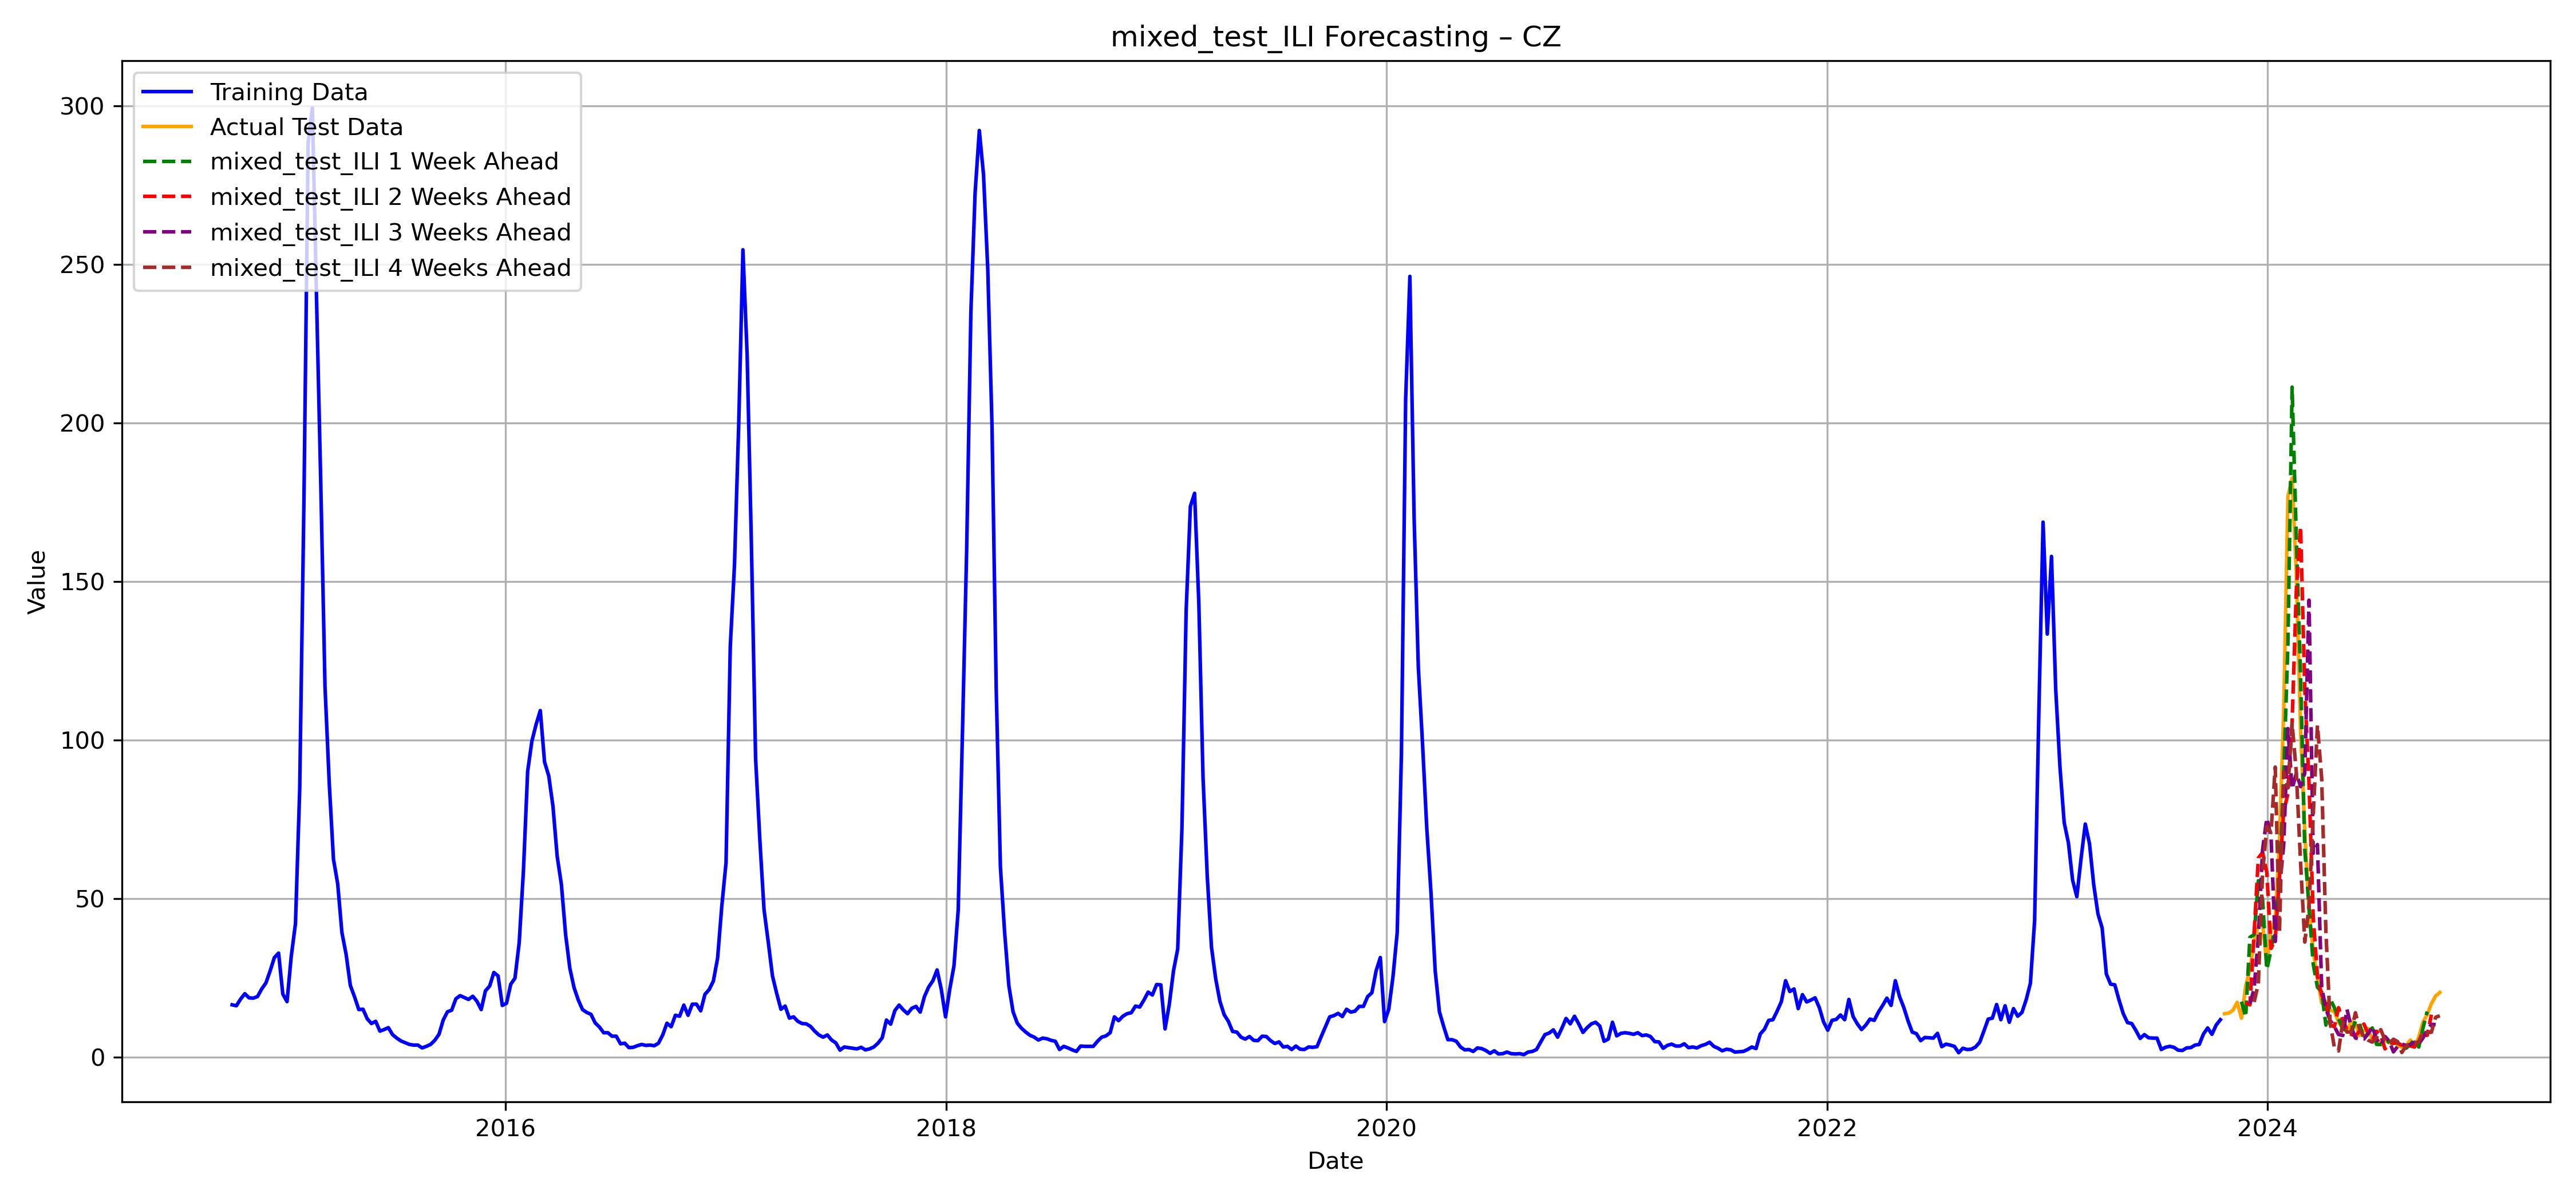 mixed_test_ILI Forecasting – CZ
Training Data
Actual Test Data
mixed_test_ILI 1 Week Ahead
mixed_test_ILI 2 Weeks Ahead
mixed_test_ILI 3 Weeks Ahead
mixed_test_ILI 4 Weeks Ahead
Value
300
250
200
150
100
50
0
2016
2018
2020
2022
2024
Date